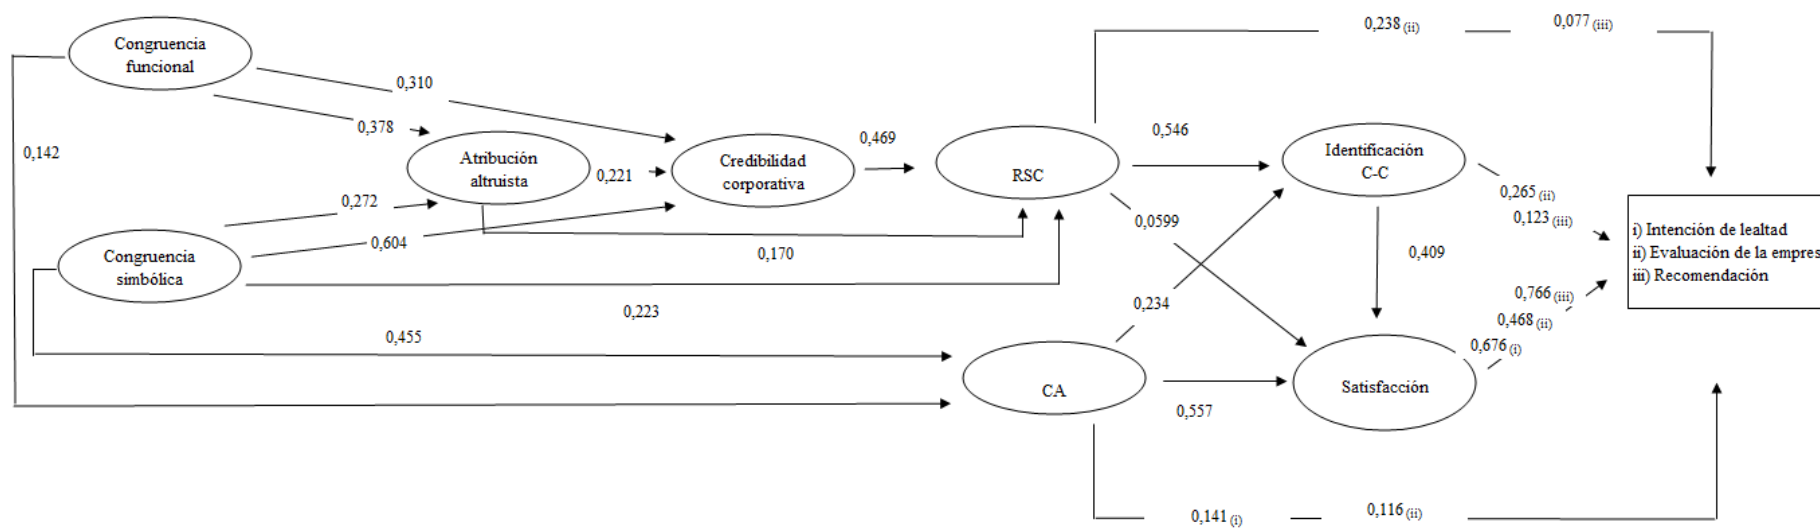 0,238 (ii)
0,077 (iii)
Congruencia
funcional
0,310
0,378
0,469
0,546
0,142
Atribución
altruista
0,221
Credibilidad
corporativa
RSC
Identificación
C-C
0,265 (ii)
0,123 (iii)
0,272
0,604
0,0599
0,170
Congruencia
simbólica
0,409
i) Intención de lealtad
ii) Evaluación de la empres
iii) Recomendación
0,223
0,234
0,766 (iii)
0,468 (ii)
0,676 (i)
0,455
CA
Satisfacción
0,557
0,141 (i)
0,116 (ii)